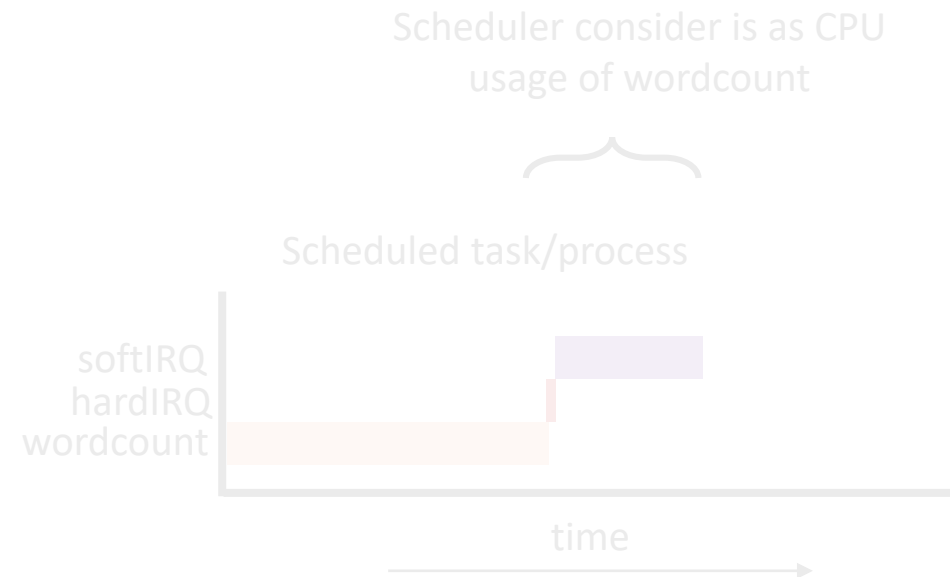 Scheduler consider is as CPU
usage of wordcount
Scheduled task/process
softIRQ
hardIRQ
wordcount
time